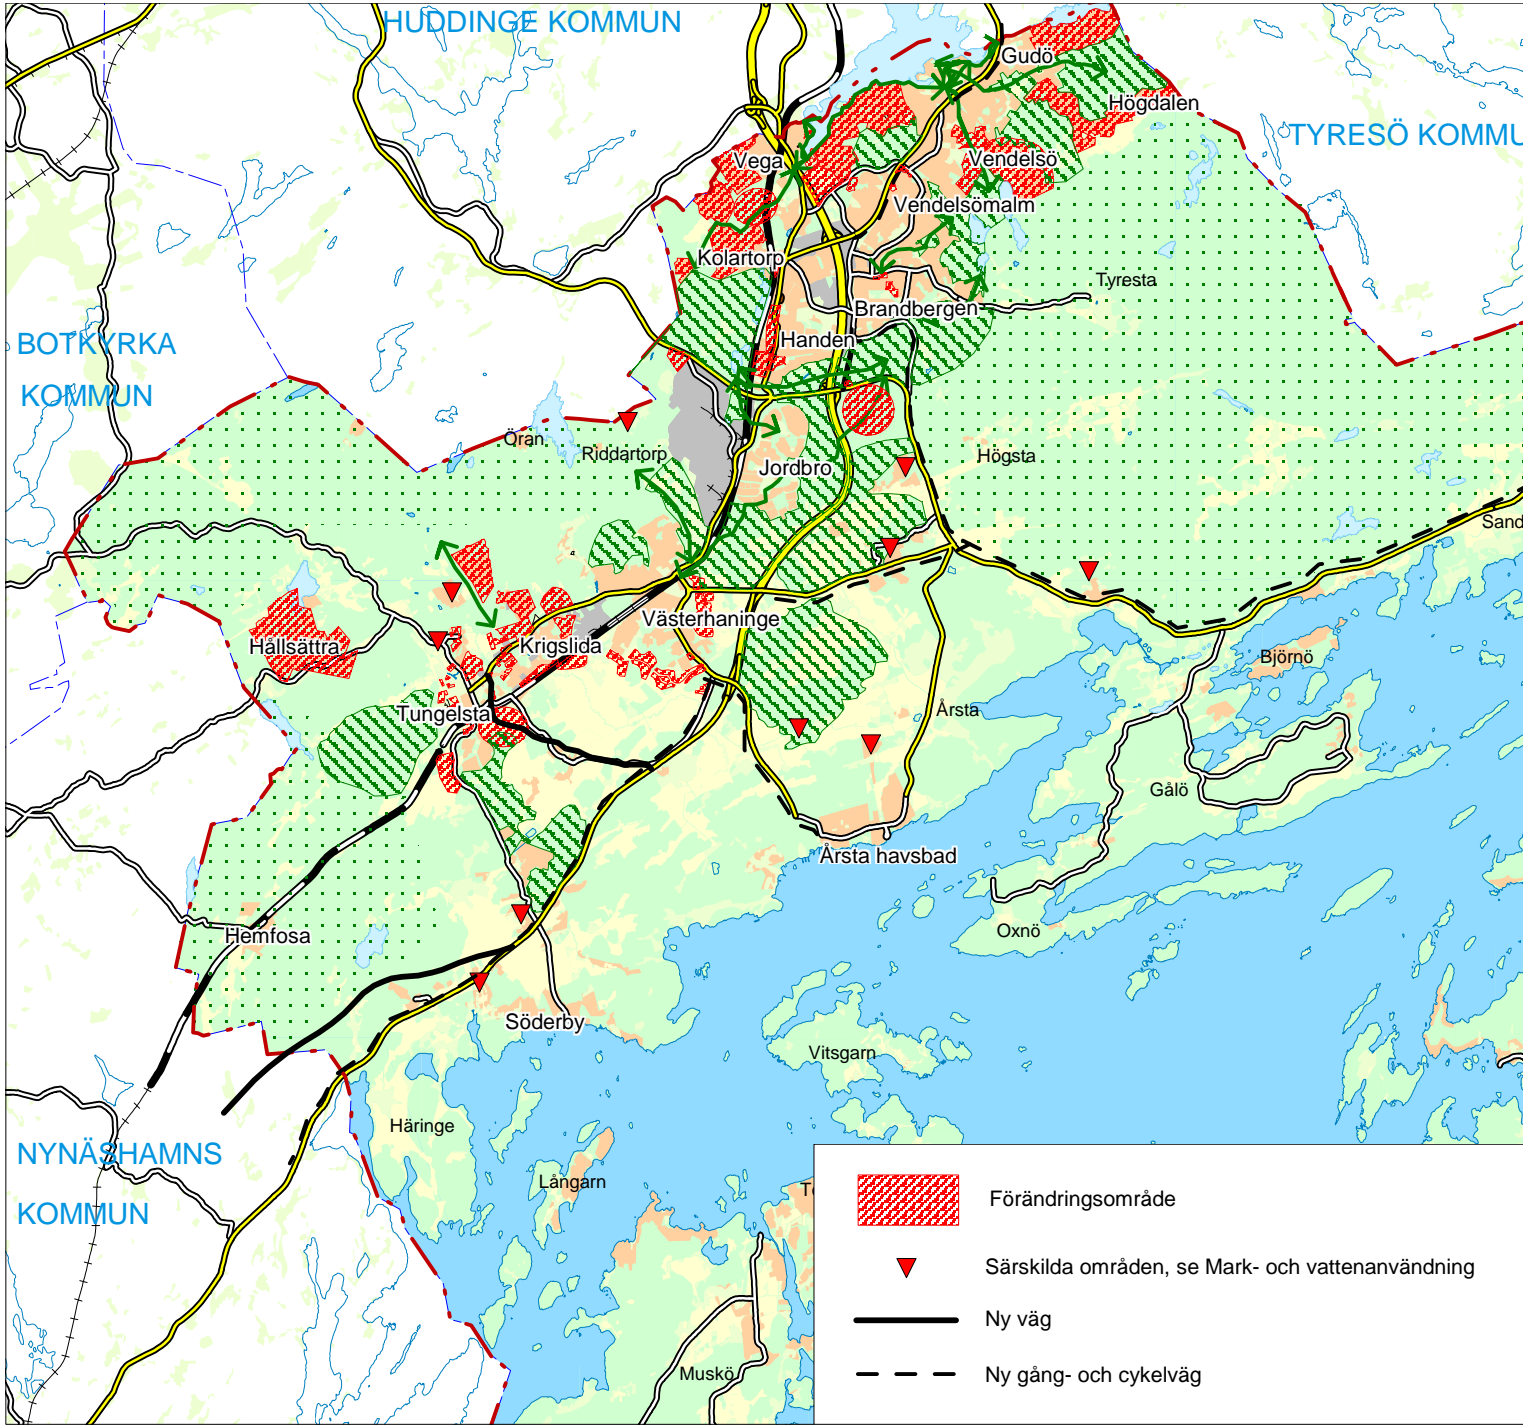 HUDDINGE KOMMUN
Gudö
Högdalen
TYRESÖ KOMMU
Vega
Vendelsö
Vendelsömalm
Kolartorp
Tyresta
Brandbergen
Handen
BOTKYRKA
KOMMUN
Öran
Riddartorp
Jordbro
Högsta
Sand
Hållsättra
Krigslida
Västerhaninge
Björnö
Tungelsta
Årsta
Gålö
Årsta havsbad
Hemfosa
Oxnö
Söderby
Vitsgarn
Häringe
NYNÄSHAMNS
KOMMUN
Långarn
Muskö
Förändringsområde
Särskilda områden, se Mark- och vattenanvändning
Ny väg
Ny gång- och cykelväg